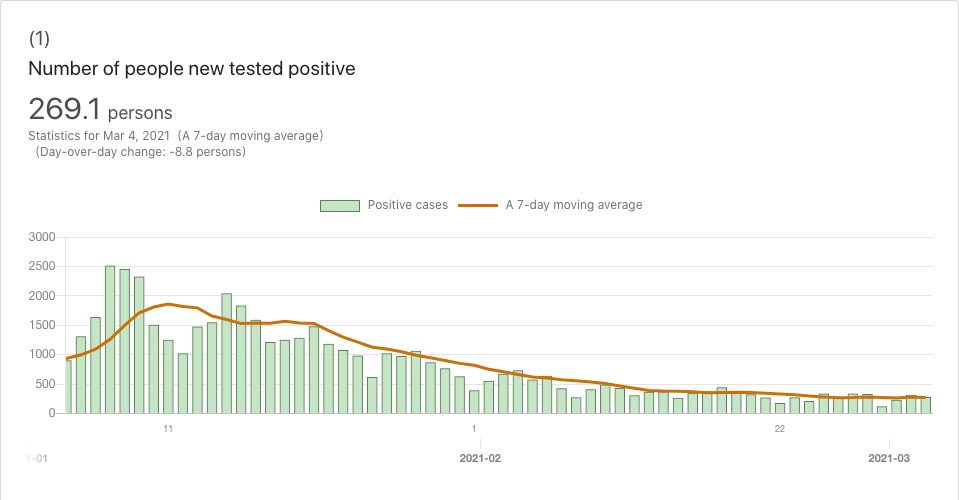 (1)
Number of people new tested positive
269.1 persons
Statistics for Mar 4, 2021 (A 7-day moving average)
(Day-over-day change: -8.8 persons)
Positive cases A 7-day moving average
3000
2500
2000
1500
1000
500
0
11 1 22
1-01 2021-02 2021-03